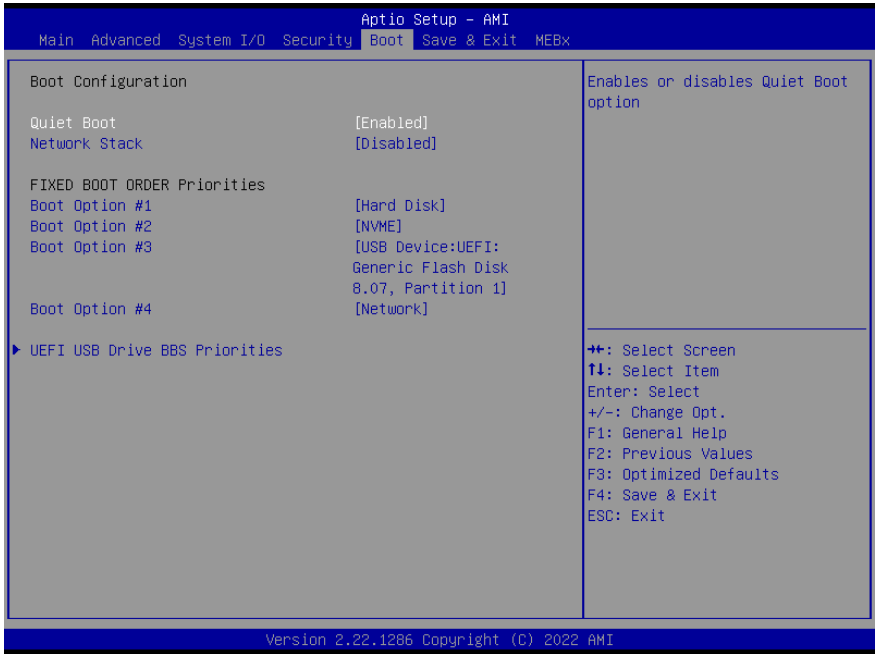 Aptio Setup – AMI
Main Advanced System I/O Security Boot Save & Exit MEBx
Boot Configuration
Quiet Boot [Enabled]
Network Stack [Disabled]
FIXED BOOT ORDER Priorities
Boot Option #1 [Hard Disk]
Boot Option #2 [NVME]
Boot Option #3 [USB Device:UEFI:
Generic Flash Disk
8.07, Partition 1]
Boot Option #4 [Network]
UEFI USB Drive BBS Priorities
Enables or disables Quiet Boot
option
→←: Select Screen
↑↓: Select Item
Enter: Select
+/-: Change Opt.
F1: General Help
F2: Previous Values
F3: Optimized Defaults
F4: Save & Exit
ESC: Exit
Version 2.22.1286 Copyright (C) 2022 AMI